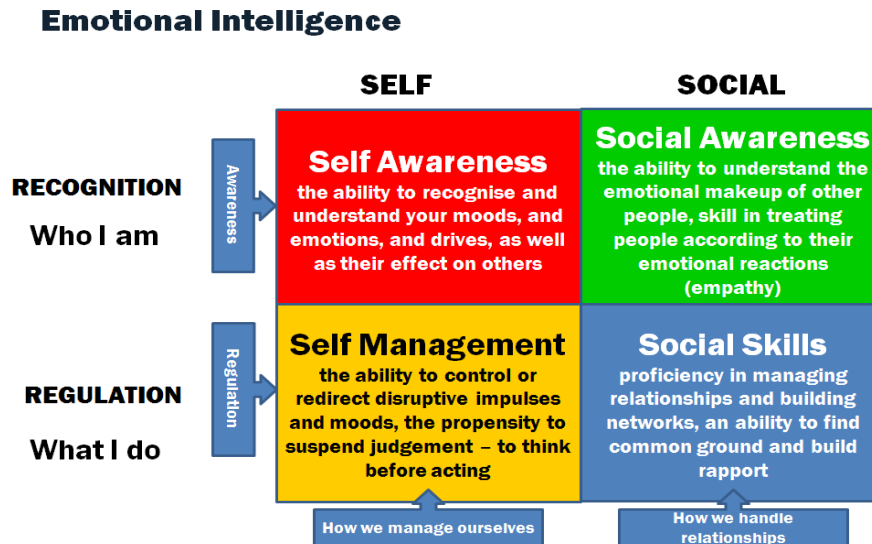 Emotional Intelligence
SELF
SOCIAL
RECOGNITION
Who I am
Awareness
Self Awareness
the ability to recognise and
understand your moods, and
emotions, and drives, as well
as their effect on others
Social Awareness
the ability to understand the
emotional makeup of other
people, skill in treating
people according to their
emotional reactions
(empathy)
REGULATION
What I do
Regulation
Self Management
the ability to control or
redirect disruptive impulses
and moods, the propensity to
suspend judgement – to think
before acting
Social Skills
proficiency in managing
relationships and building
networks, an ability to find
common ground and build
rapport
How we manage ourselves
How we handle
relationships